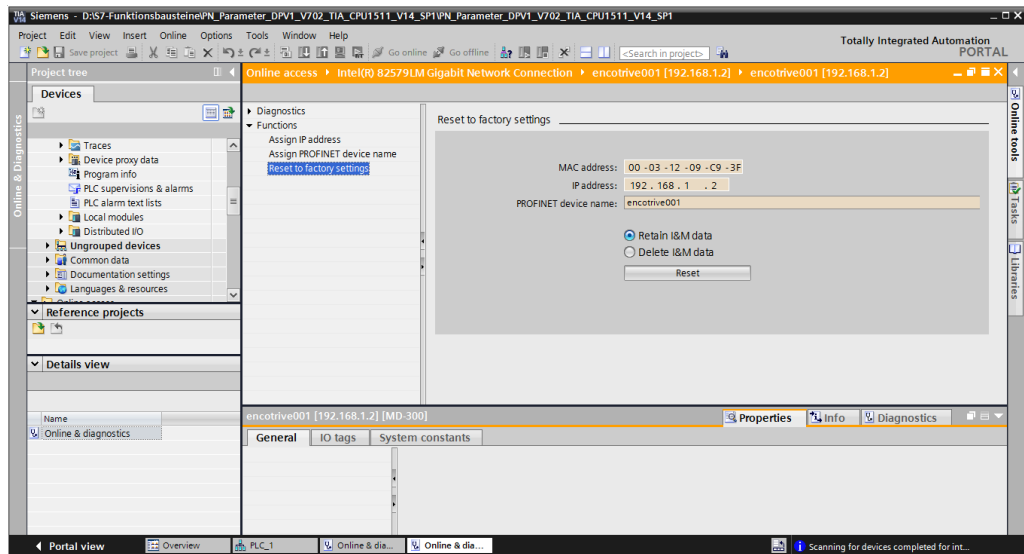 TIA V14 Siemens - D:\S7-Funktionsbausteine\PN_Parameter_DPV1_V702_TIA_CPU1511_V14_SP1\PN_Parameter_DPV1_V702_TIA_CPU1511_V14_SP1
Project Edit View Insert Online Options Tools Window Help
Totally Integrated Automation
PORTAL
Save project Go online Go offline <Search in project>
Project tree
Online access Intel(R) 82579LM Gigabit Network Connection encotrive001 [192.168.1.2] encotrive001 [192.168.1.2]
Devices
Online & Diagnostics
Traces
Device proxy data
Program info
PLC supervisions & alarms
PLC alarm text lists
Local modules
Distributed I/O
Ungrouped devices
Common data
Documentation settings
Languages & resources
Online access
Reference projects
Details view
Name
Online & diagnostics
Diagnostics
Functions
Assign IP address
Assign PROFINET device name
Reset to factory settings
Reset to factory settings
MAC address: 00 -03 -12 -09 -C9 -3F
IP address: 192 . 168 . 1 . 2
PROFINET device name: encotrive001
Retain I&M data
Delete I&M data
Reset
Online tools
Tasks
Libraries
encotrive001 [192.168.1.2] [MD-300]
Properties Info Diagnostics
General IO tags System constants
Portal view Overview PLC_1 Online & dia... Online & dia... Scanning for devices completed for int...